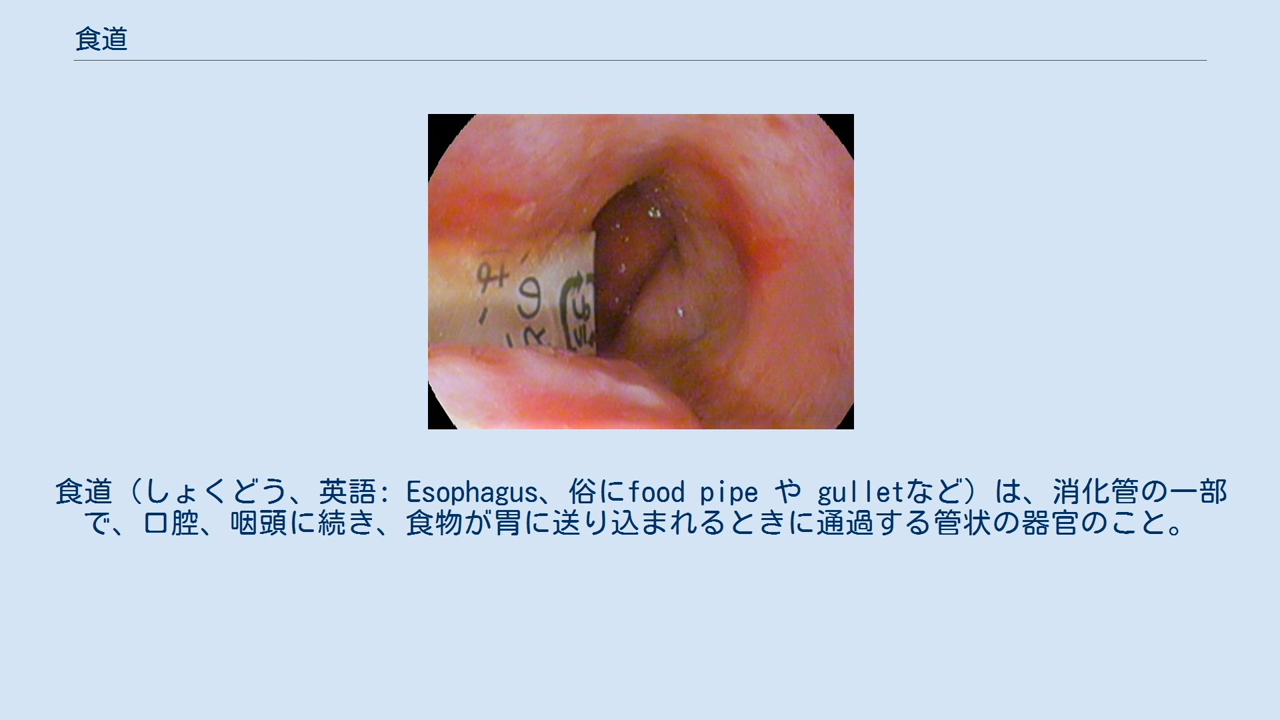 食道
食道（しょくどう、英語: Esophagus、俗にfood pipe や gulletなど）は、消化管の一部
で、口腔、咽頭に続き、食物が胃に送り込まれるときに通過する管状の器官のこと。